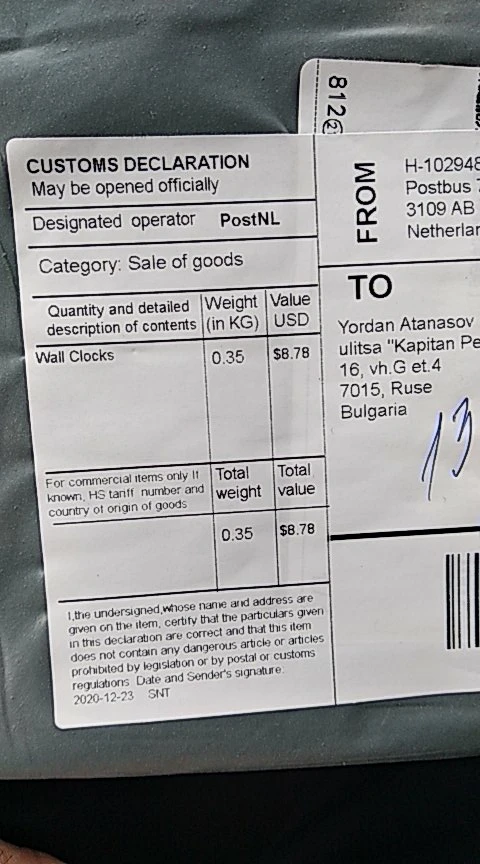 812
CUSTOMS DECLARATION
May be opened officially
Designated operator PostNL
Category: Sale of goods
Quantity and detailed description of contents
Weight (in KG)
Value USD
Wall Clocks
0.35
$8.78
For commercial items only If
known, HS tariff number and
country of origin of goods
Total weight
Total value
0.35
$8.78
I,the undersigned,whose name and address are
given on the item, certify that the particulars given
in this declaration are correct and that this item
does not contain any dangerous article or articles
prohibited by legislation or by postal or customs
regulations. Date and Sender's signature.
2020-12-23 SNT
FROM
H-102948
Postbus
3109 AB
TO
Yordan Atanasov
ulitsa "Kapitan
16, vh.G et.4
7015, Ruse
Bulgaria
13